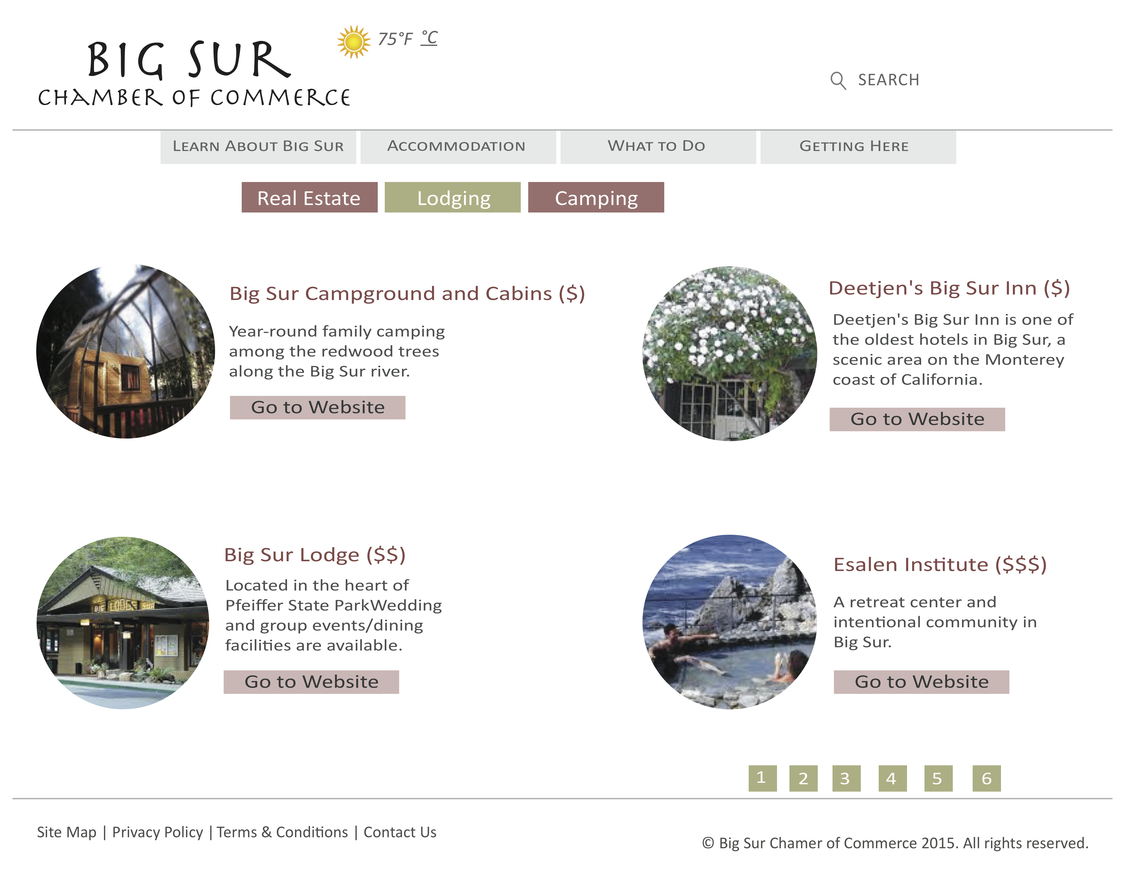 BIG SUR
CHAMBER OF COMMERCE
75°F °C
SEARCH
LEARN ABOUT BIG SUR
ACCOMMODATION
WHAT TO DO
GETTING HERE
Real Estate
Lodging
Camping
Big Sur Campground and Cabins ($)
Year-round family camping
among the redwood trees
along the Big Sur river.
Go to Website
Deetjen's Big Sur Inn ($)
Deetjen's Big Sur Inn is one of
the oldest hotels in Big Sur, a
scenic area on the Monterey
coast of California.
Go to Website
BIG LODGE SUR
Big Sur Lodge ($$)
Located in the heart of
Pfeiffer State ParkWedding
and group events/dining
facilities are available.
Go to Website
Esalen Institute ($$$)
A retreat center and
intentional community in
Big Sur.
Go to Website
1 2 3 4 5 6
Site Map | Privacy Policy | Terms & Conditions | Contact Us
© Big Sur Chamer of Commerce 2015. All rights reserved.